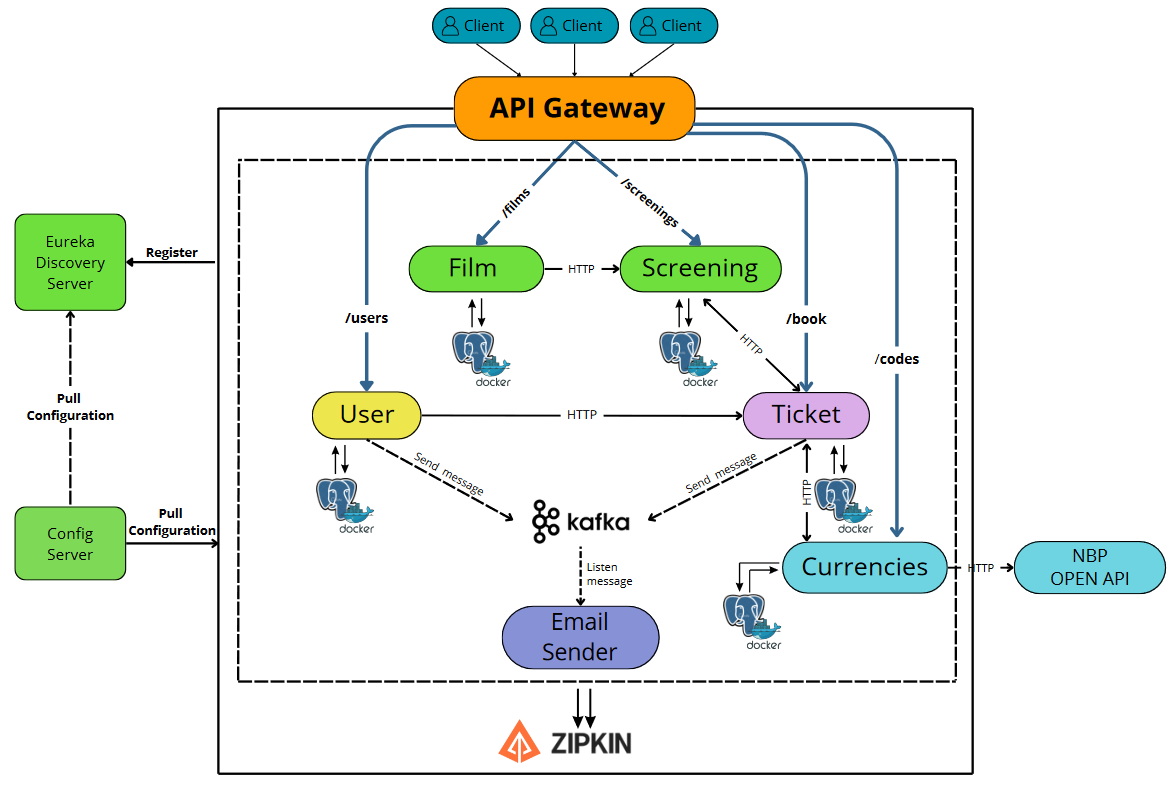 Client
Client
Client
API Gateway
/films
/screenings
Eureka
Discovery
Server
Register
Film
HTTP
Screening
/users
/book
/codes
docker
docker
HTTP
Pull
Configuration
User
HTTP
Ticket
Send message
Send message
docker
HTTP
docker
kafka
Pull
Configuration
Config
Server
Listen
message
Currencies
HTTP
NBP
OPEN API
Email
Sender
docker
ZIPKIN